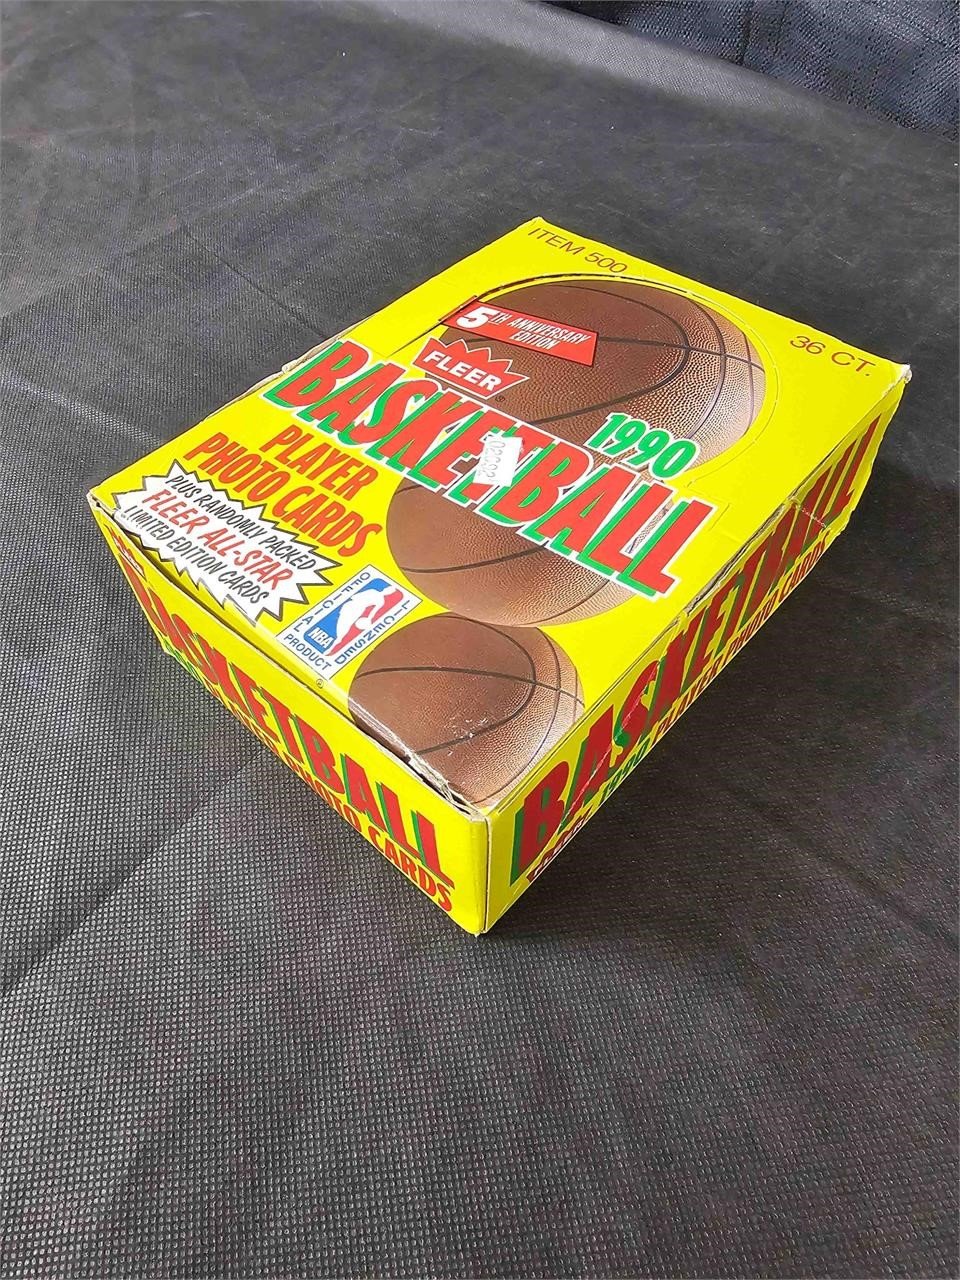 ITEM 500
36 CT.
5TH ANNIVERSARY
EDITION
FLEER®
1990
BASKETBALL
PLAYER
PHOTO CARDS
PLUS RANDOMLY PACKED
FLEER ALL-STAR
LIMITED EDITION CARDS
OFFICIAL
LICENSED
NBA
PRODUCT
®
BASKETBALL
PHOTO CARDS
BASKETBALL
PLAYER PHOTO CARDS